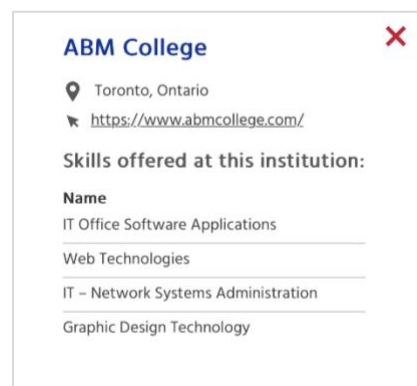 ABM College
Toronto, Ontario
https://www.abmcollege.com/
Skills offered at this institution:
Name
IT Office Software Applications
Web Technologies
IT – Network Systems Administration
Graphic Design Technology